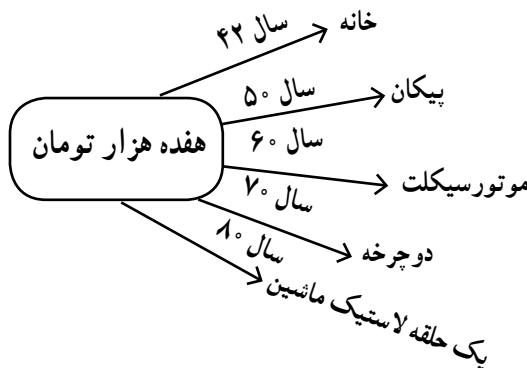 سال ۴۲
خانه
سال ۵۰
پیکان
هفده هزار تومان
سال ۶۰
موتورسیکلت
سال ۷۰
دوچرخه
سال ۸۰
یک حلقه لاستیک ماشین